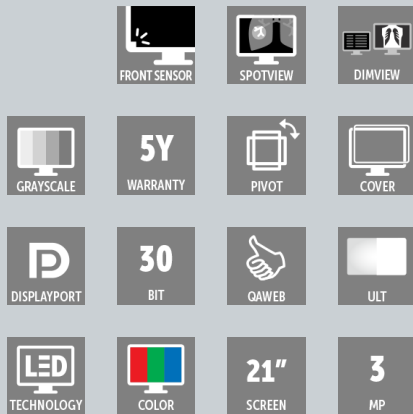 FRONT SENSOR
SPOTVIEW
DIMVIEW
GRAYSCALE
5Y
WARRANTY
PIVOT
COVER
D
DISPLAYPORT
30
BIT
QAWEB
ULT
LED
TECHNOLOGY
COLOR
21"
SCREEN
3
MP